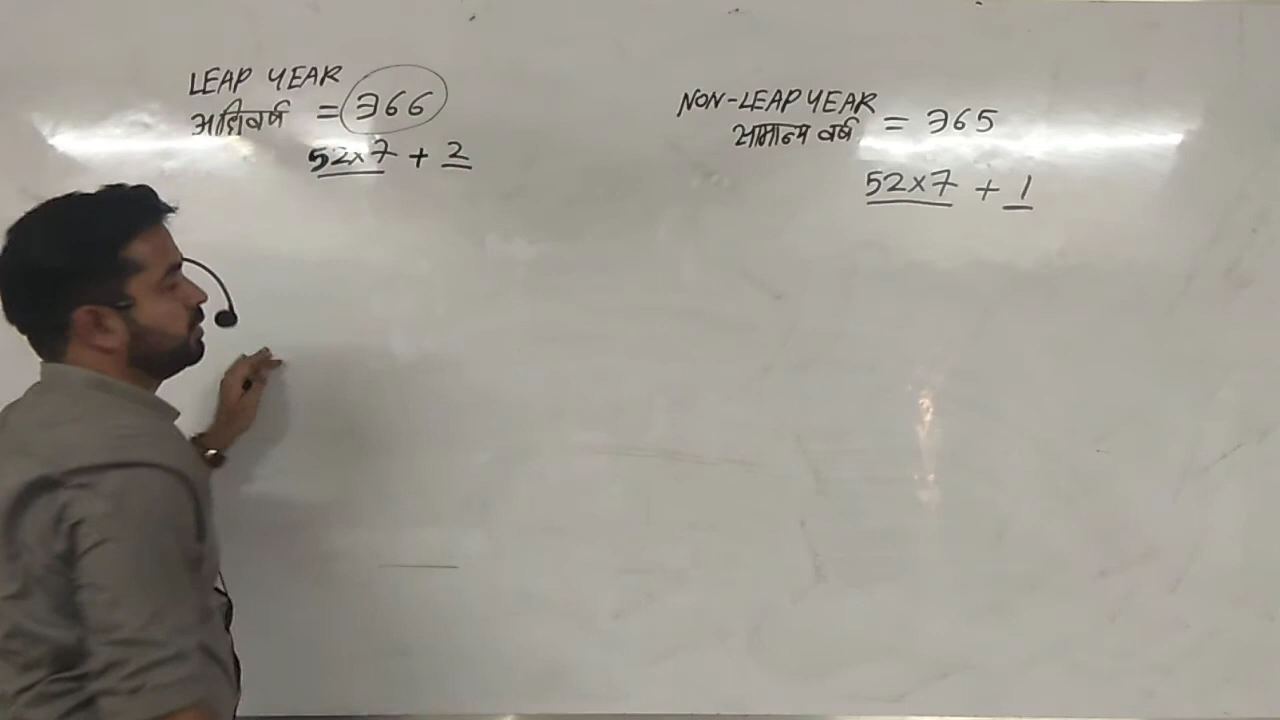 LEAP YEAR
अधिवर्ष = 366
52×7 + 2
NON-LEAP YEAR
सामान्य वर्ष = 365
52×7 + 1